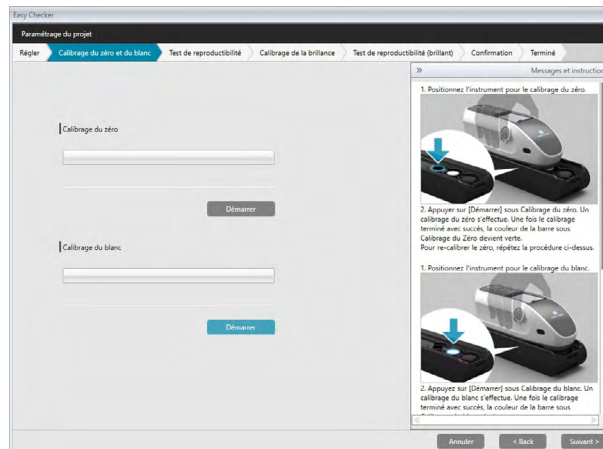 Easy Checker
Paramétrage du projet
Régler
Calibrage du zéro et du blanc
Test de reproductibilité
Calibrage de la brillance
Test de reproductibilité (brillant)
Confirmation
Terminé
Calibrage du zéro
Démarrer
Calibrage du blanc
Démarrer
»
Messages et instruction
1. Positionnez l'instrument pour le calibrage du zéro.
2. Appuyer sur [Démarrer] sous Calibrage du zéro. Un
calibrage du zéro s'effectue. Une fois le calibrage
terminé avec succès, la couleur de la barre sous
Calibrage du Zéro devient verte.
Pour re-calibrer le zéro, répétez la procédure ci-dessus.
1. Positionnez l'instrument pour le calibrage du blanc.
2. Appuyez sur [Démarrer] sous Calibrage du blanc. Un
calibrage du blanc s'effectue. Une fois le calibrage
terminé avec succès, la couleur de la barre sous
Annuler
< Back
Suivant >